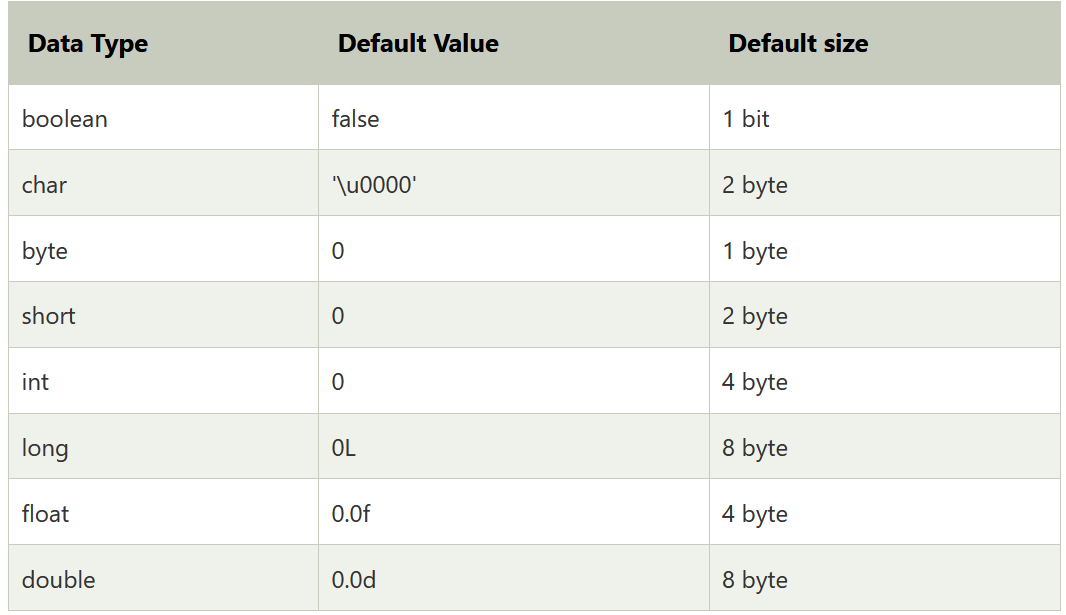 Data Type Default Value Default size
boolean false 1 bit
char '\u0000' 2 byte
byte 0 1 byte
short 0 2 byte
int 0 4 byte
long 0L 8 byte
float 0.0f 4 byte
double 0.0d 8 byte